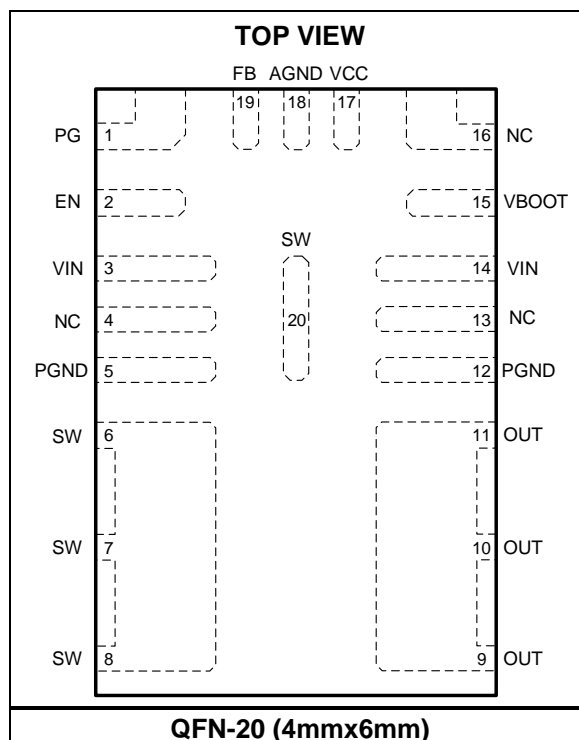 TOP VIEW
FB AGND VCC
19 18 17
PG 1 16 NC
EN 2 15 VBOOT
SW
VIN 3 14 VIN
NC 4 20 13 NC
PGND 5 12 PGND
SW 6 11 OUT
SW 7 10 OUT
SW 8 9 OUT
QFN-20 (4mmx6mm)